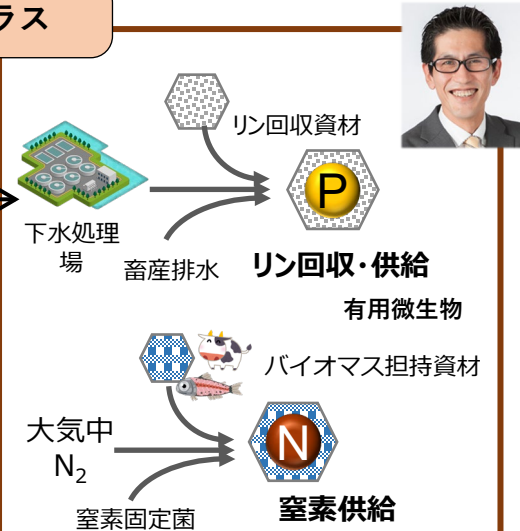 ラス
リン回収資材
P
下水処理
場
畜産排水
リン回収・供給
有用微生物
バイオマス担持資材
大気中
N₂
N
窒素固定菌
窒素供給